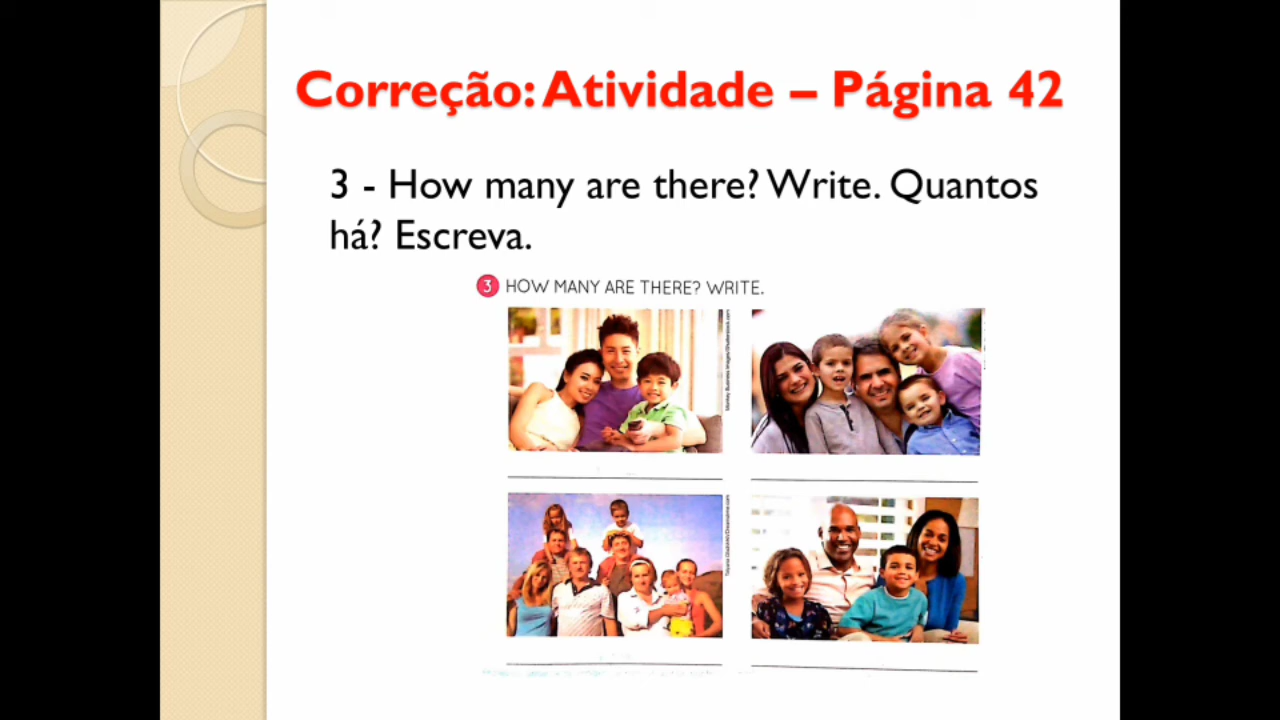 Correção: Atividade – Página 42
3 - How many are there? Write. Quantos
há? Escreva.
3 HOW MANY ARE THERE? WRITE.